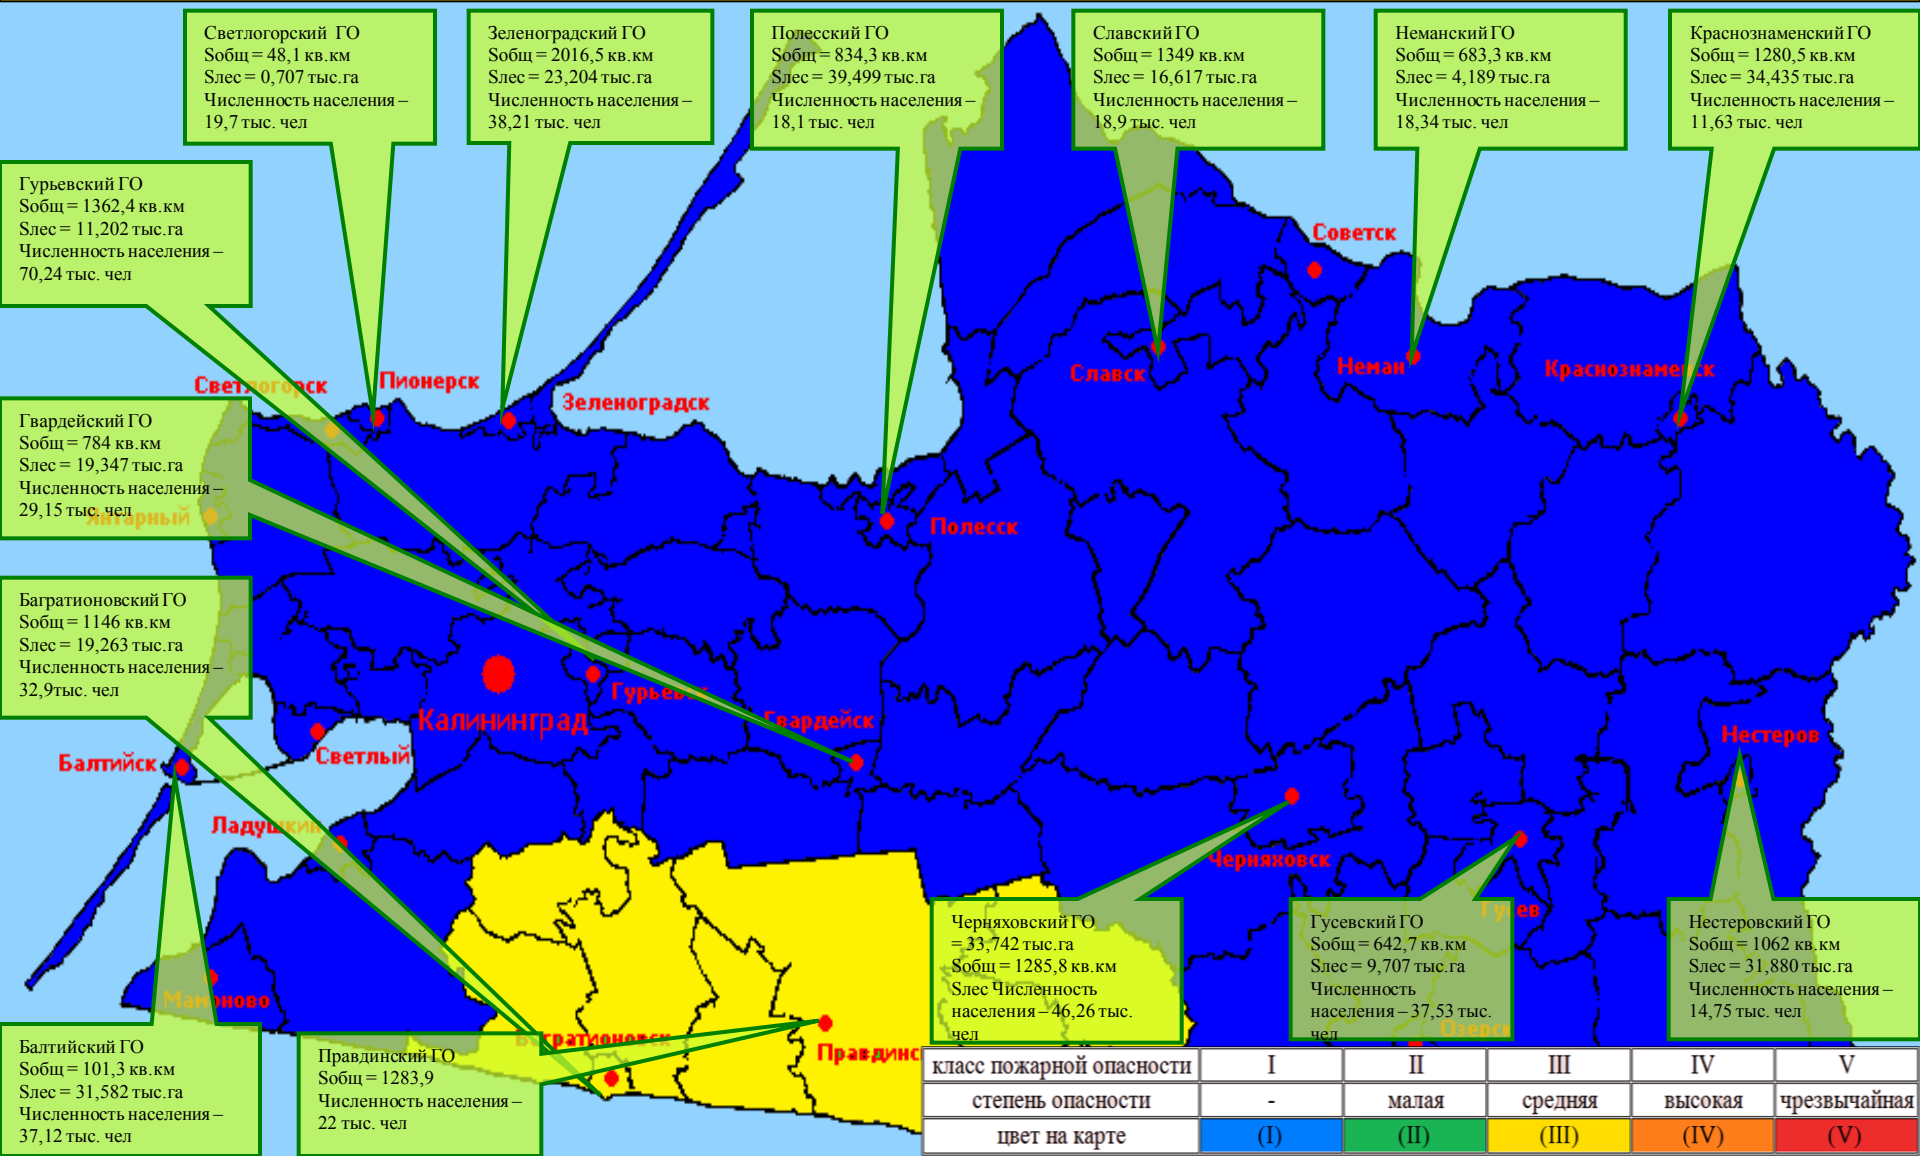 Светлогорский ГО
Sобщ = 48,1 кв.км
Sлес = 0,707 тыс.га
Численность населения –
19,7 тыс. чел
Зеленоградский ГО
Sобщ = 2016,5 кв.км
Sлес = 23,204 тыс.га
Численность населения –
38,21 тыс. чел
Полесский ГО
Sобщ = 834,3 кв.км
Sлес = 39,499 тыс.га
Численность населения –
18,1 тыс. чел
Славский ГО
Sобщ = 1349 кв.км
Sлес = 16,617 тыс.га
Численность населения –
18,9 тыс. чел
Неманский ГО
Sобщ = 683,3 кв.км
Sлес = 4,189 тыс.га
Численность населения –
18,34 тыс. чел
Краснознаменский ГО
Sобщ = 1280,5 кв.км
Sлес = 34,435 тыс.га
Численность населения –
11,63 тыс. чел
Гурьевский ГО
Sобщ = 1362,4 кв.км
Sлес = 11,202 тыс.га
Численность населения –
70,24 тыс. чел
Советск
Славск
Неман
Краснознаменск
Светлогорск
Пионерск
Зеленоградск
Гвардейский ГО
Sобщ = 784 кв.км
Sлес = 19,347 тыс.га
Численность населения –
29,15 тыс. чел
Янтарный
Полесск
Багратионовский ГО
Sобщ = 1146 кв.км
Sлес = 19,263 тыс.га
Численность населения –
32,9тыс. чел
Гурьевск
Калининград
Гвардейск
Нестеров
Балтийск
Светлый
Ладушкин
Черняховск
Гусев
Мамоново
Багратионовск
Правдинск
Озерск
Черняховский ГО
= 33,742 тыс.га
Sобщ = 1285,8 кв.км
Sлес Численность
населения – 46,26 тыс.
чел
Гусевский ГО
Sобщ = 642,7 кв.км
Sлес = 9,707 тыс.га
Численность
населения – 37,53 тыс.
чел
Нестеровский ГО
Sобщ = 1062 кв.км
Sлес = 31,880 тыс.га
Численность населения –
14,75 тыс. чел
Балтийский ГО
Sобщ = 101,3 кв.км
Sлес = 31,582 тыс.га
Численность населения –
37,12 тыс. чел
Правдинский ГО
Sобщ = 1283,9
Численность населения –
22 тыс. чел
класс пожарной опасности I II III IV V
степень опасности - малая средняя высокая чрезвычайная
цвет на карте (I) (II) (III) (IV) (V)